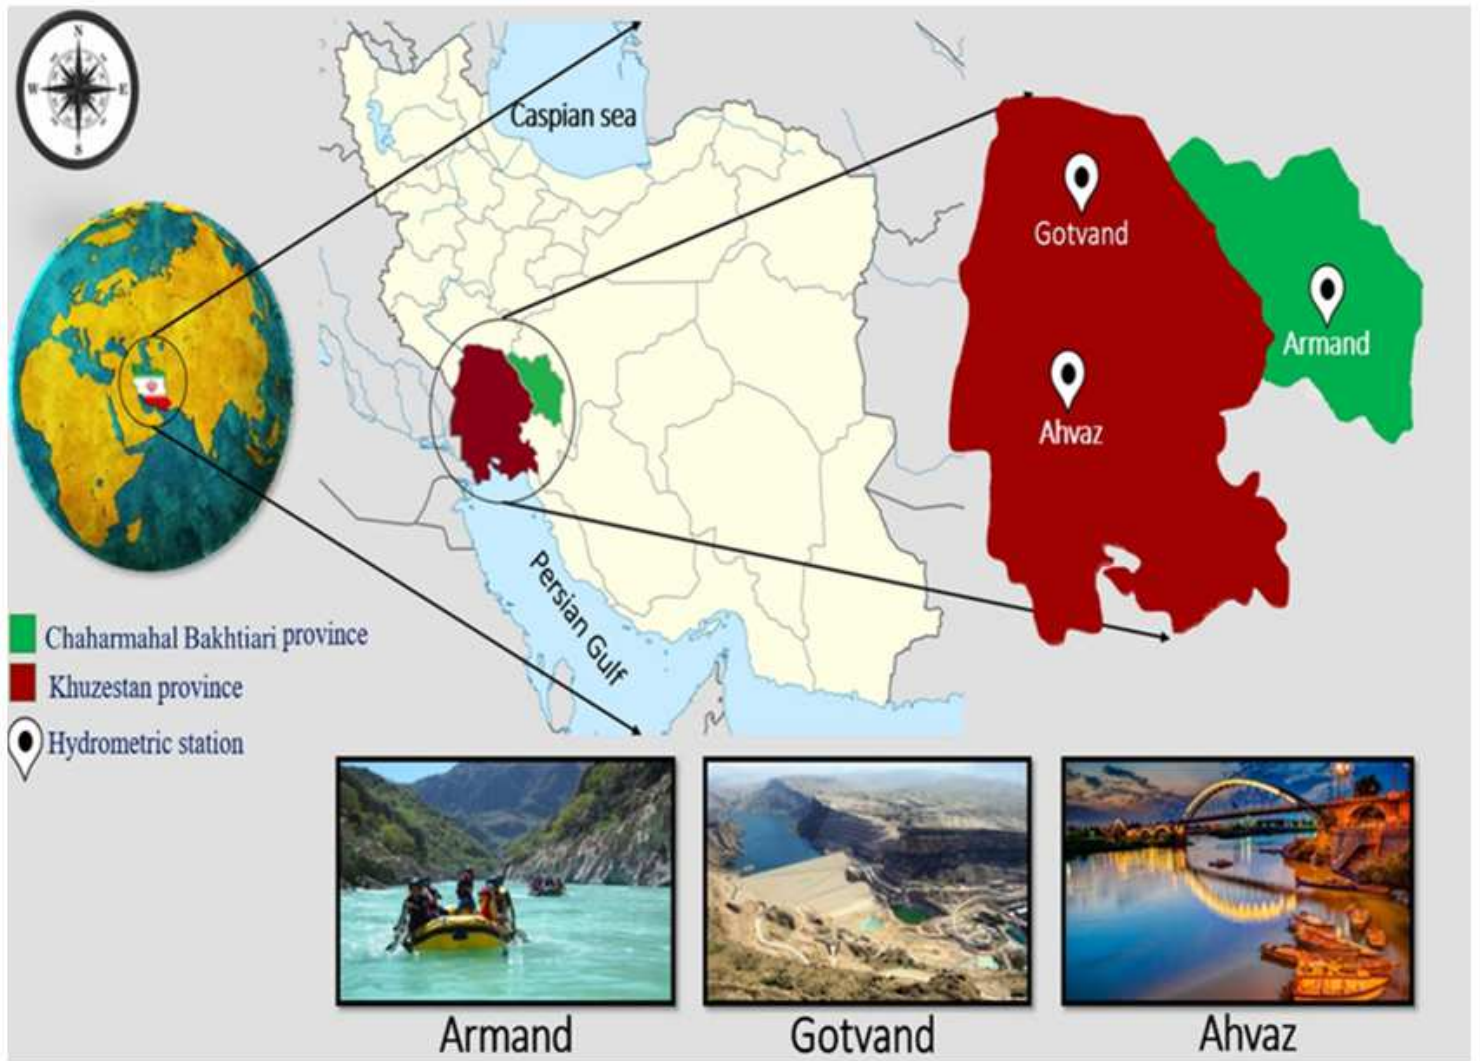 N
W
E
S
Caspian sea
Gotvand
Armand
Ahvaz
Persian Gulf
Chaharmahal Bakhtiari province
Khuzestan province
Hydrometric station
Armand
Gotvand
Ahvaz